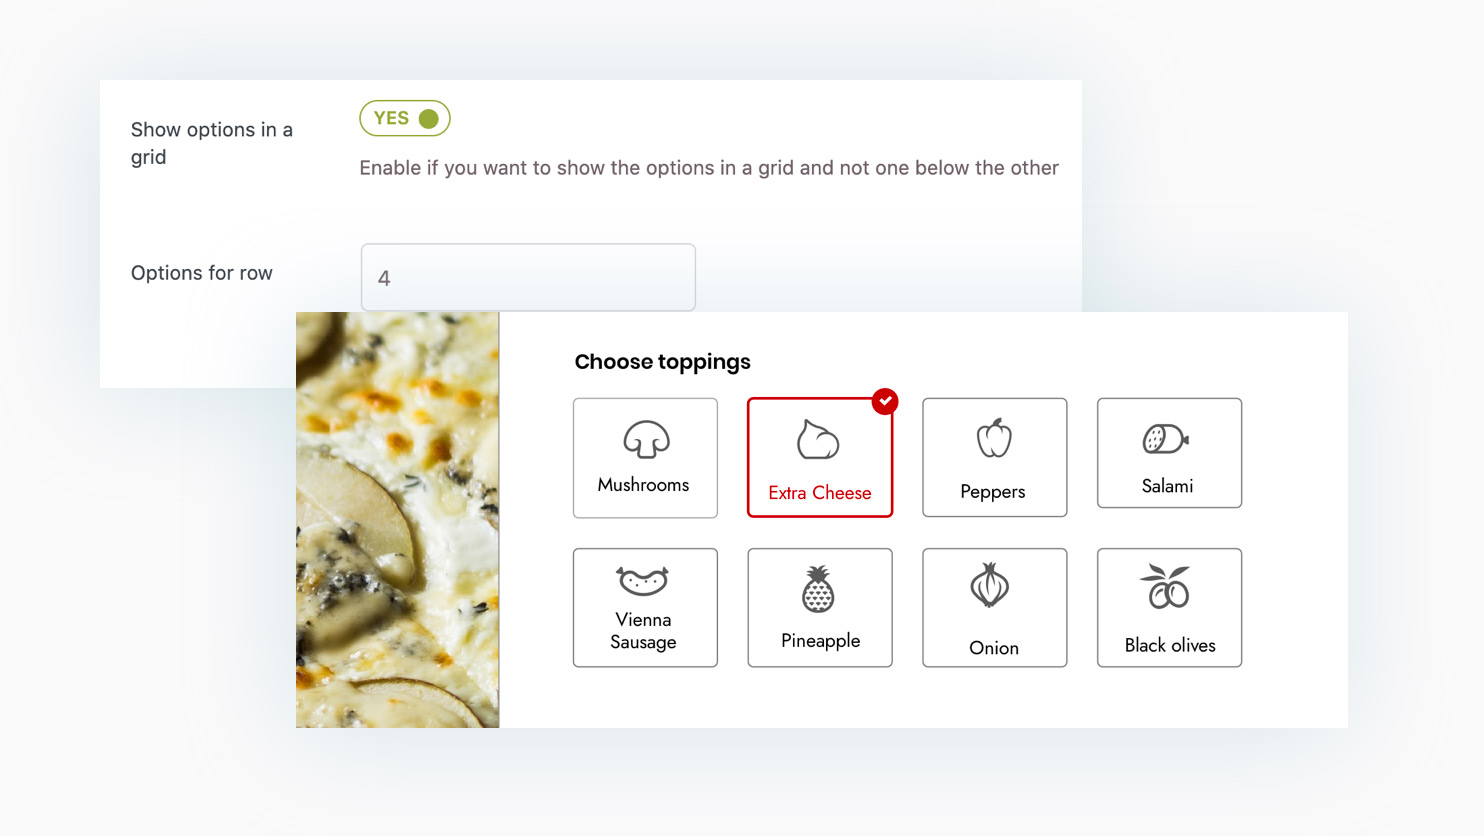 Show options in a
grid
YES
Enable if you want to show the options in a grid and not one below the other
Options for row
4
Choose toppings
Mushrooms
Extra Cheese
Peppers
Salami
Vienna
Sausage
Pineapple
Onion
Black olives